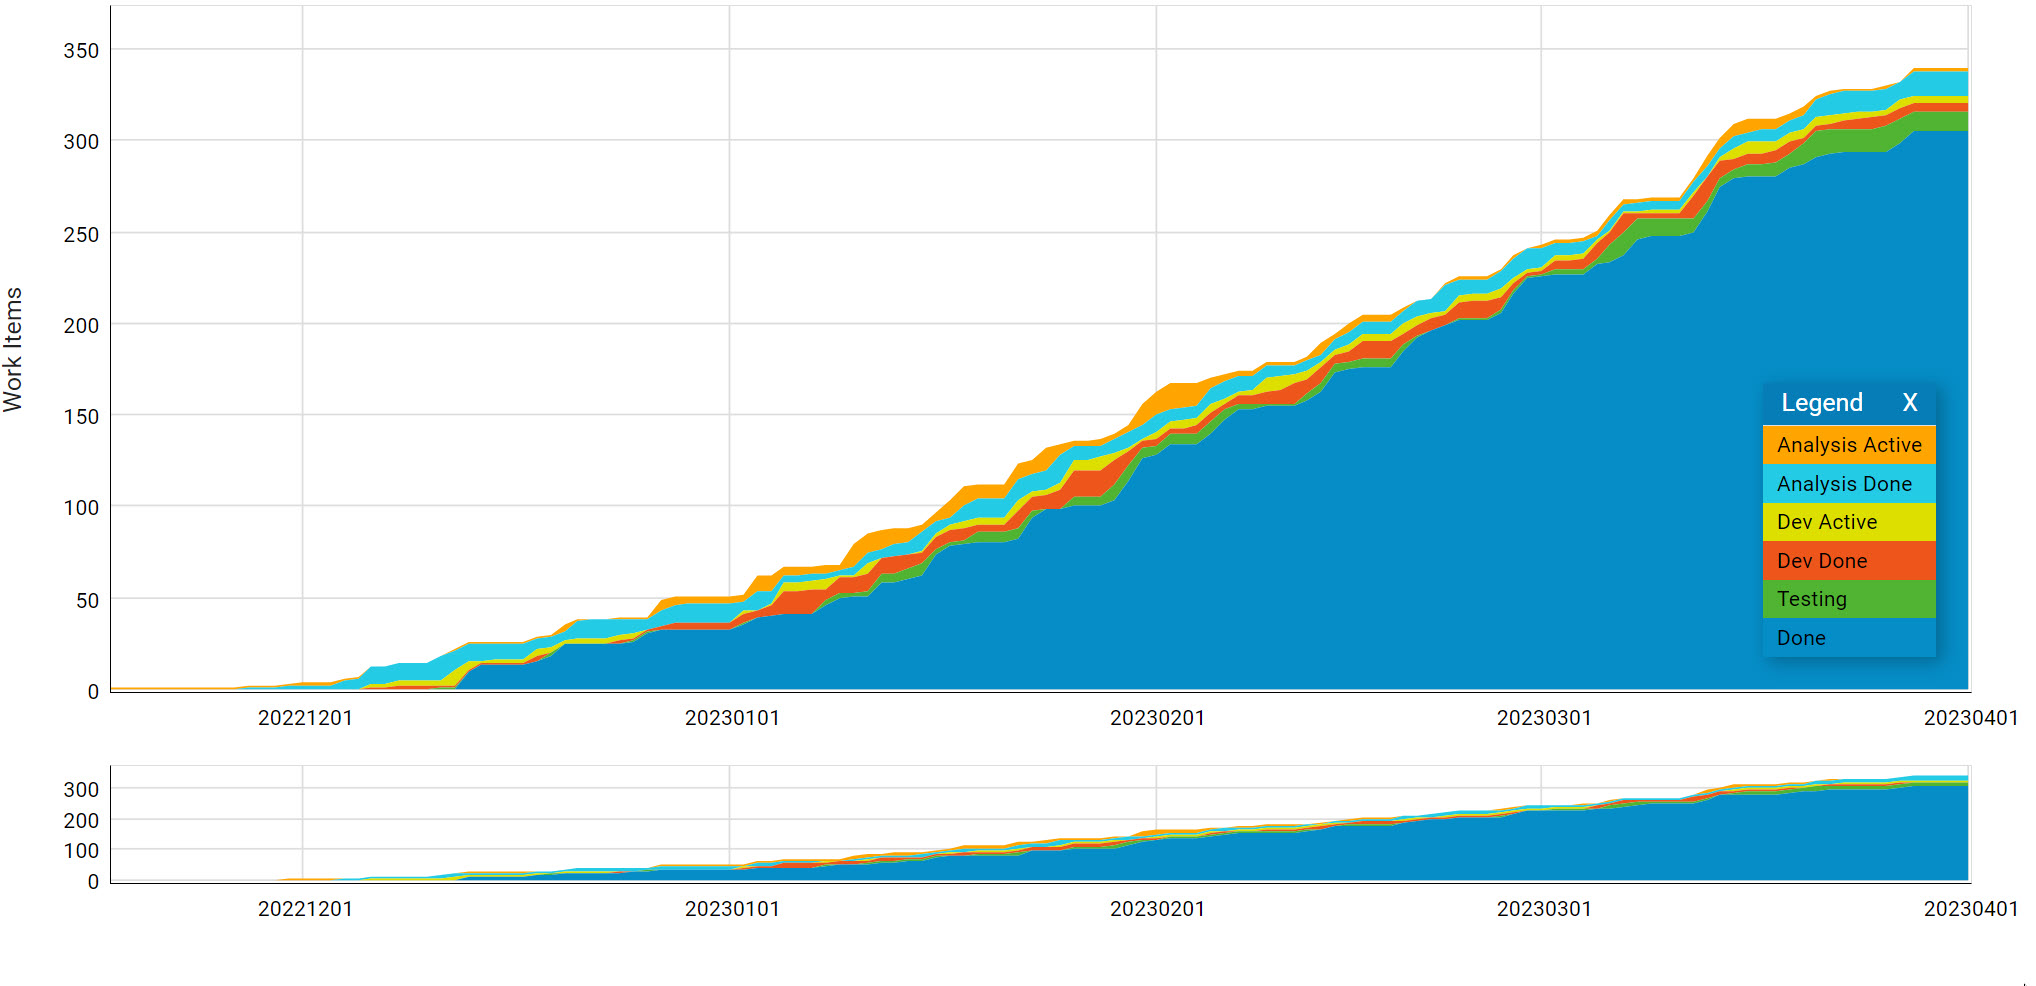 350
300
250
200
150
100
50
0
Work Items
Legend X
Analysis Active
Analysis Done
Dev Active
Dev Done
Testing
Done
20221201 20230101 20230201 20230301 20230401
300
200
100
0
20221201 20230101 20230201 20230301 20230401